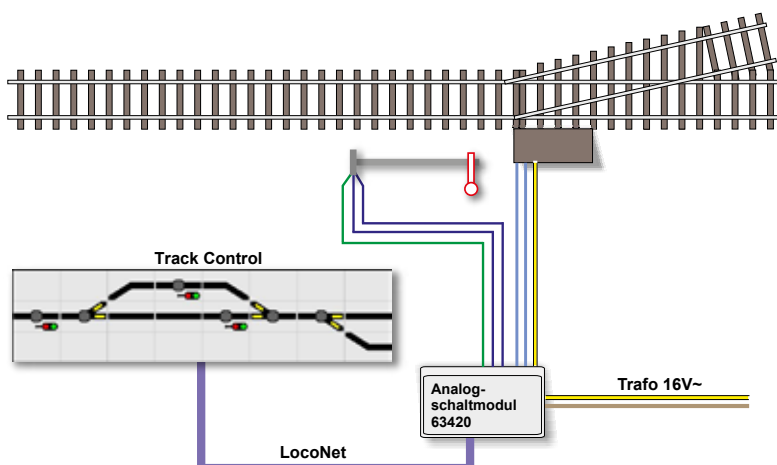 Track Control
Trafo 16V~
Analog-
schaltmodul
63420
LocoNet